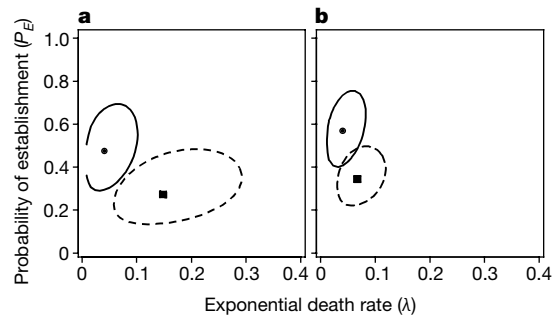 a
b
Probability of establishment (P_E)
1.0
0.8
0.6
0.4
0.2
0
0 0.1 0.2 0.3 0.4
0 0.1 0.2 0.3 0.4
Exponential death rate (λ)